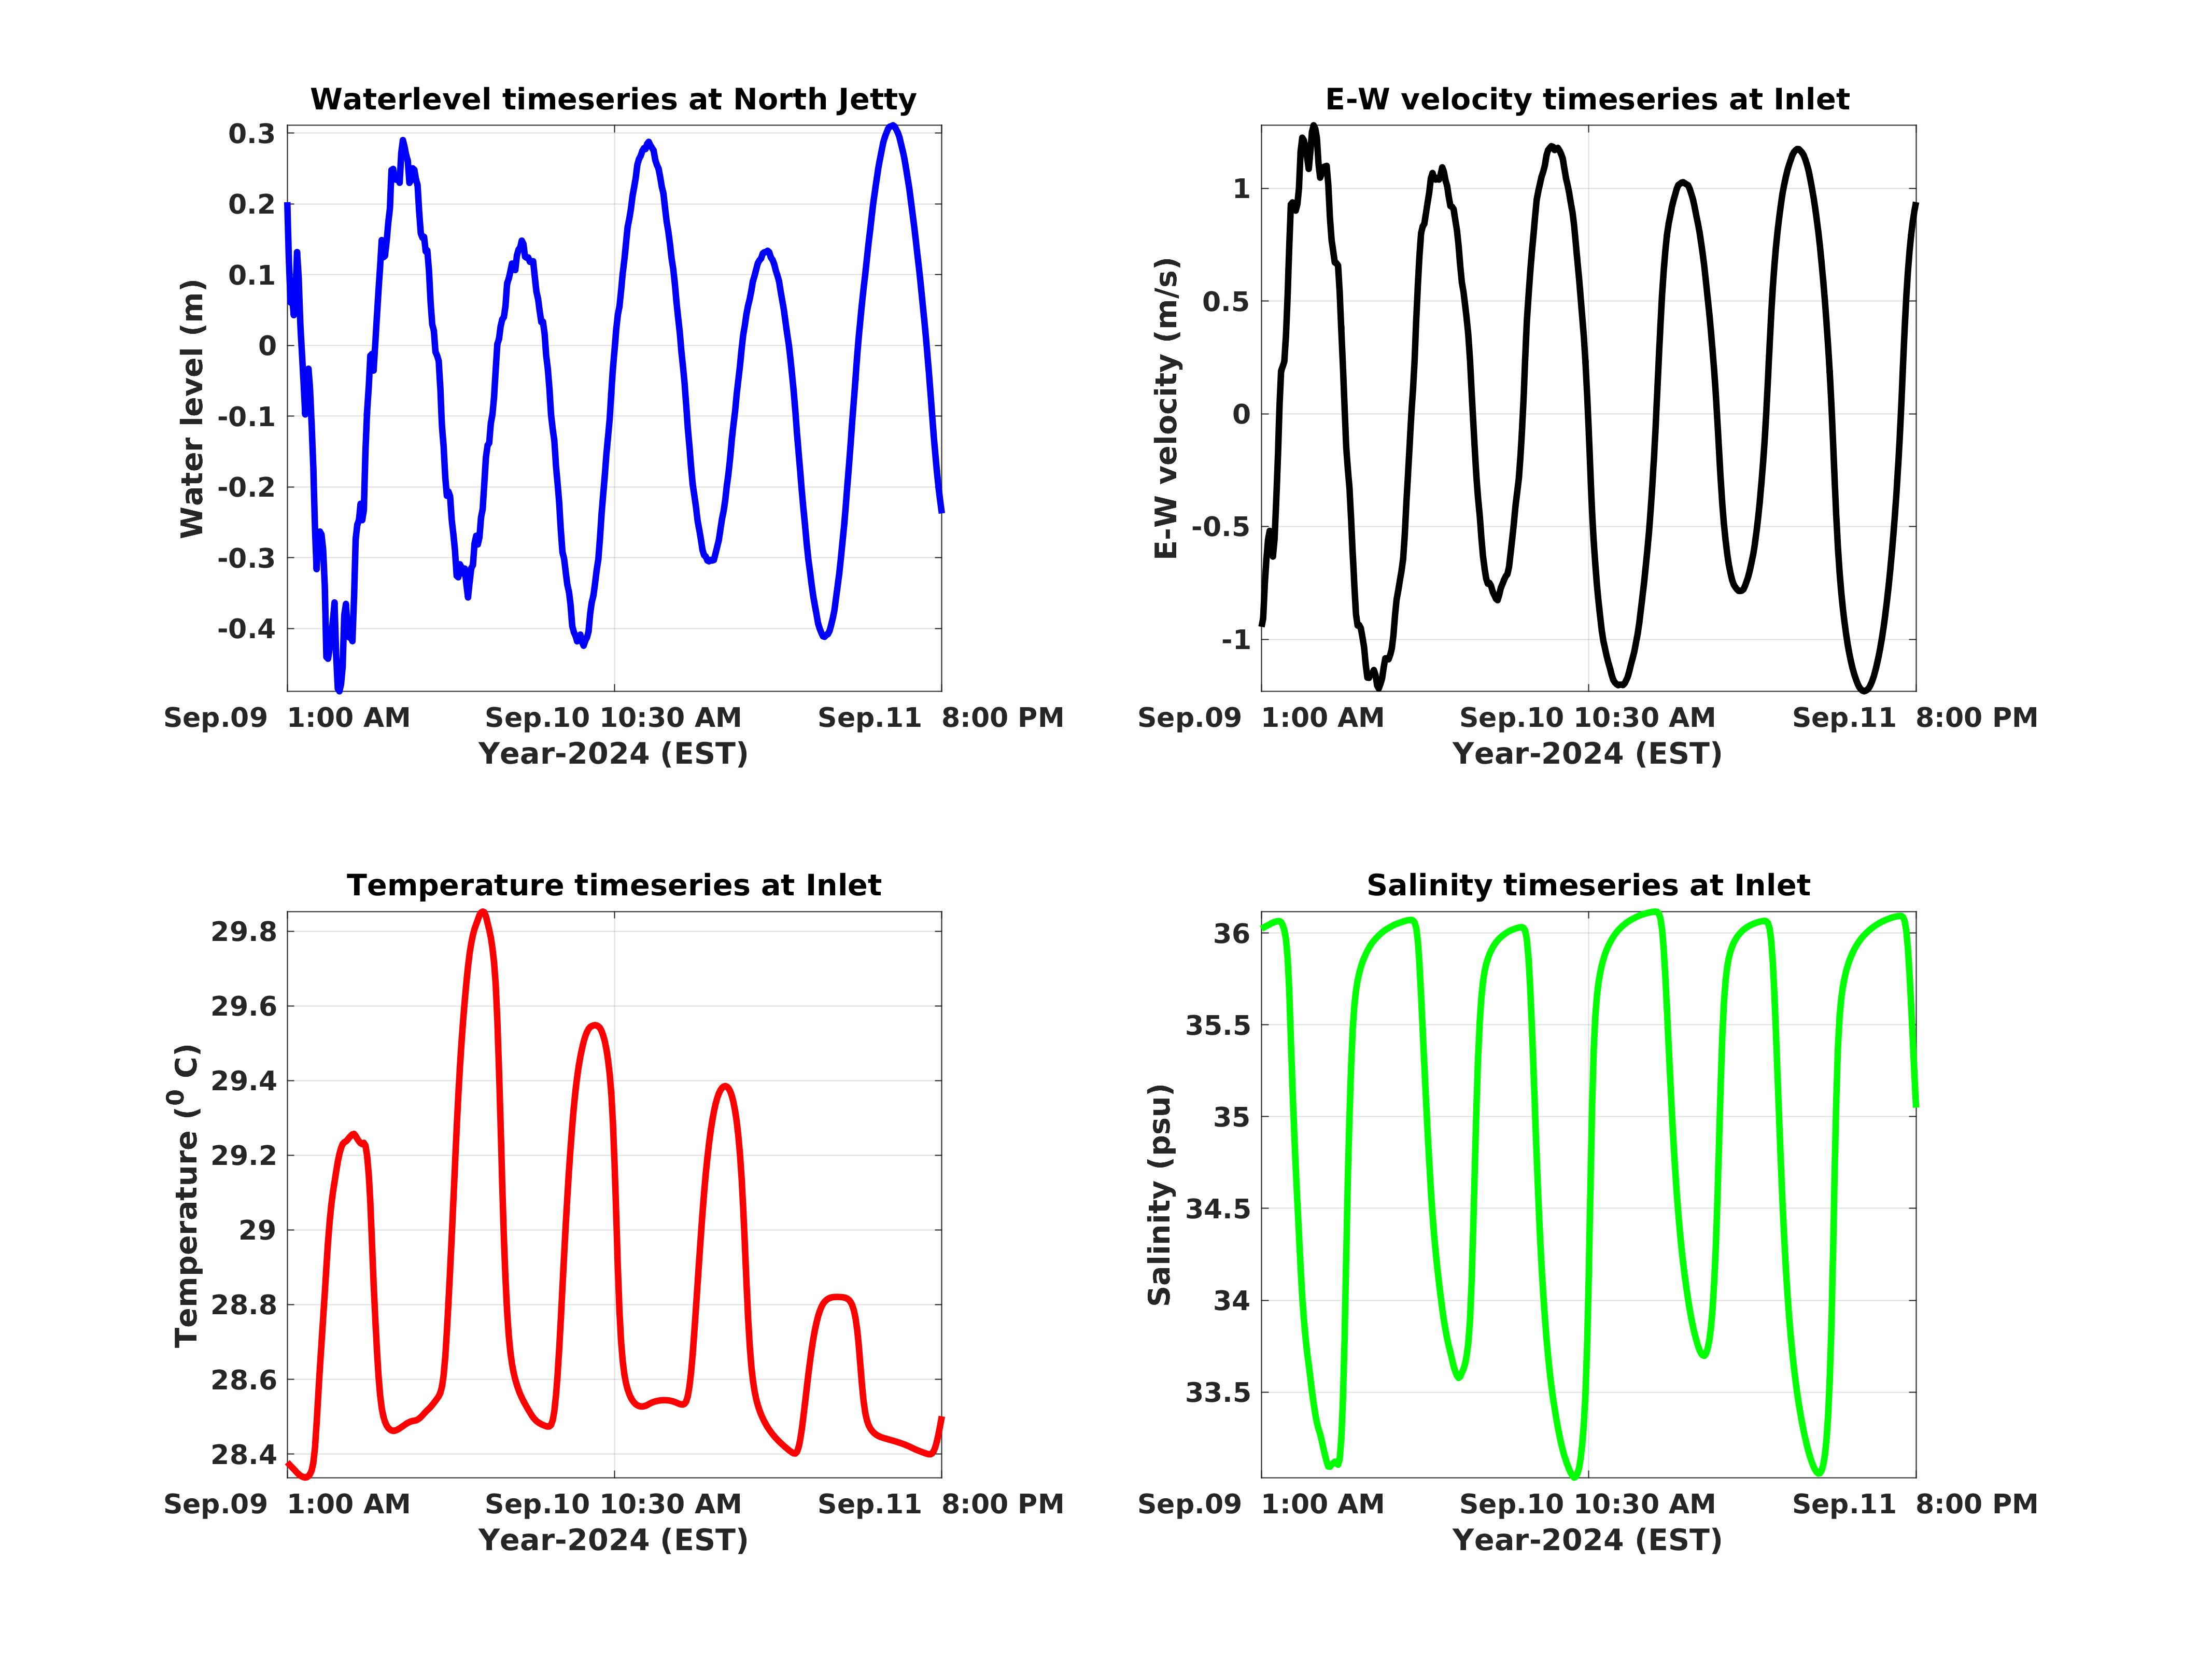 Waterlevel timeseries at North Jetty
0.3
0.2
0.1
0
-0.1
-0.2
-0.3
-0.4
Water level (m)
Sep.09 1:00 AM Sep.10 10:30 AM Sep.11 8:00 PM
Year-2024 (EST)
E-W velocity timeseries at Inlet
1
0.5
0
-0.5
-1
E-W velocity (m/s)
Sep.09 1:00 AM Sep.10 10:30 AM Sep.11 8:00 PM
Year-2024 (EST)
Temperature timeseries at Inlet
29.8
29.6
29.4
29.2
29
28.8
28.6
28.4
Temperature (⁰ C)
Sep.09 1:00 AM Sep.10 10:30 AM Sep.11 8:00 PM
Year-2024 (EST)
Salinity timeseries at Inlet
36
35.5
35
34.5
34
33.5
Salinity (psu)
Sep.09 1:00 AM Sep.10 10:30 AM Sep.11 8:00 PM
Year-2024 (EST)